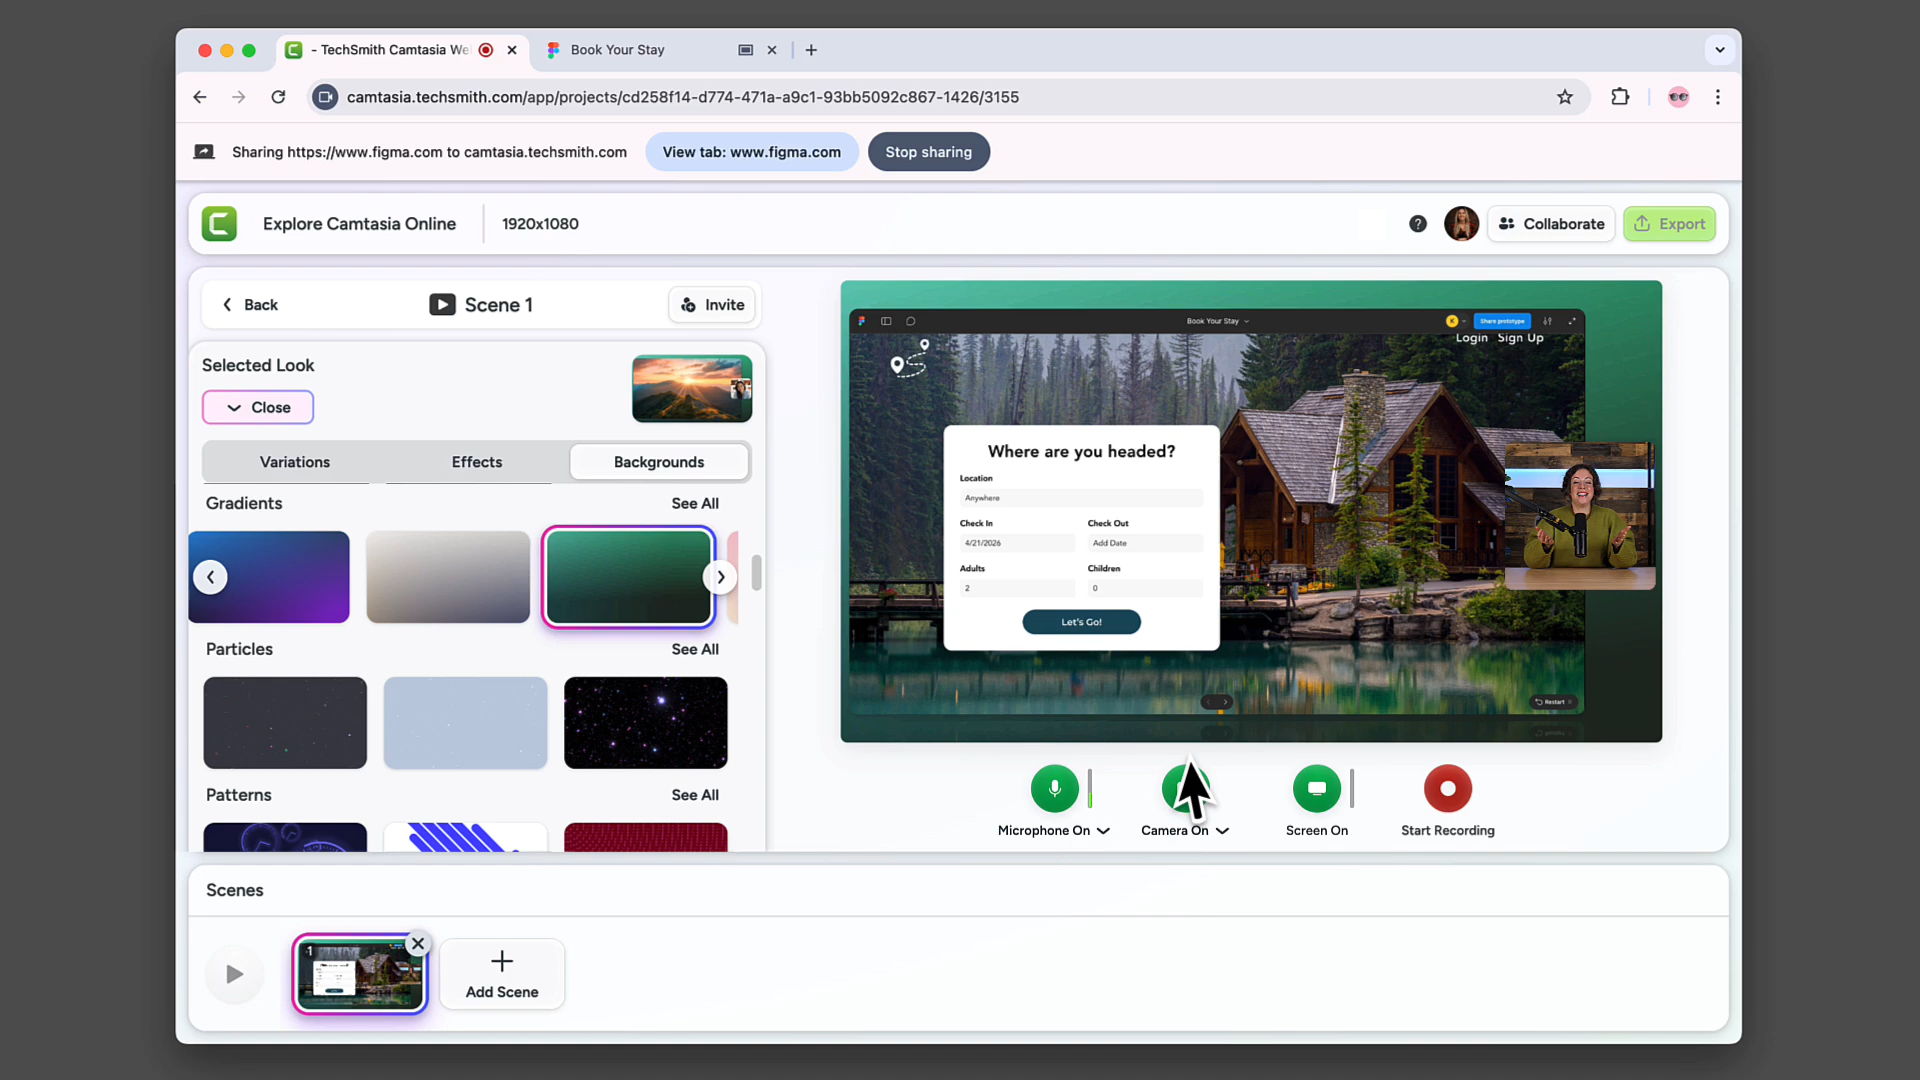 - TechSmith Camtasia We
Book Your Stay
camtasia.techsmith.com/app/projects/cd258f14-d774-471a-a9c1-93bb5092c867-1426/3155
Sharing https://www.figma.com to camtasia.techsmith.com
View tab: www.figma.com
Stop sharing
Explore Camtasia Online
1920x1080
Collaborate
Export
Back
Scene 1
Invite
Selected Look
Close
Variations
Effects
Backgrounds
Gradients
See All
Particles
See All
Patterns
See All
Book Your Stay
K
Share prototype
Login Sign Up
Where are you headed?
Location
Anywhere
Check In
Check Out
4/21/2026
Add Date
Adults
Children
2
0
Let's Go!
Restart
Microphone On
Camera On
Screen On
Start Recording
Scenes
1
Add Scene